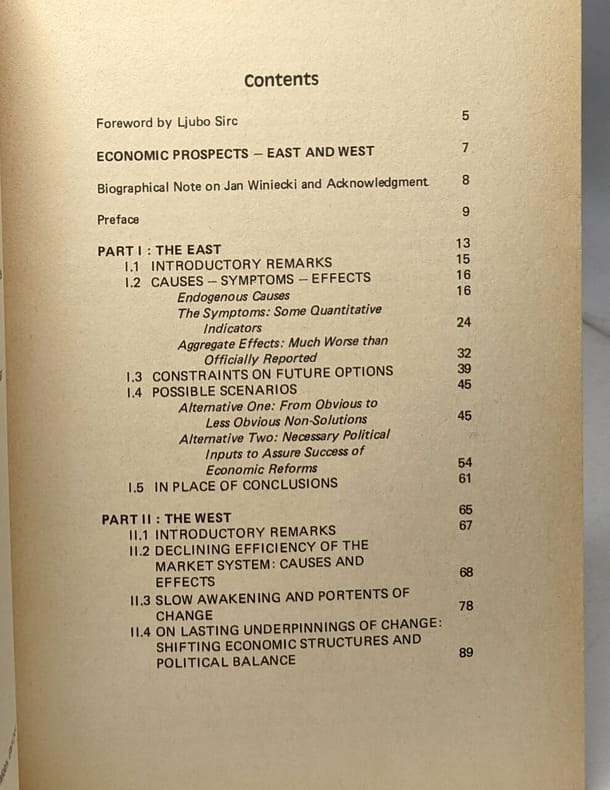 Contents
Foreword by Ljubo Sirc 5
ECONOMIC PROSPECTS – EAST AND WEST 7
Biographical Note on Jan Winiecki and Acknowledgment 8
Preface 9
PART I : THE EAST 13
I.1 INTRODUCTORY REMARKS 15
I.2 CAUSES – SYMPTOMS – EFFECTS 16
Endogenous Causes 16
The Symptoms: Some Quantitative
Indicators 24
Aggregate Effects: Much Worse than
Officially Reported 32
I.3 CONSTRAINTS ON FUTURE OPTIONS 39
I.4 POSSIBLE SCENARIOS 45
Alternative One: From Obvious to
Less Obvious Non-Solutions 45
Alternative Two: Necessary Political
Inputs to Assure Success of
Economic Reforms 54
I.5 IN PLACE OF CONCLUSIONS 61
PART II : THE WEST 65
II.1 INTRODUCTORY REMARKS 67
II.2 DECLINING EFFICIENCY OF THE
MARKET SYSTEM: CAUSES AND
EFFECTS 68
II.3 SLOW AWAKENING AND PORTENTS OF
CHANGE 78
II.4 ON LASTING UNDERPINNINGS OF CHANGE:
SHIFTING ECONOMIC STRUCTURES AND
POLITICAL BALANCE 89